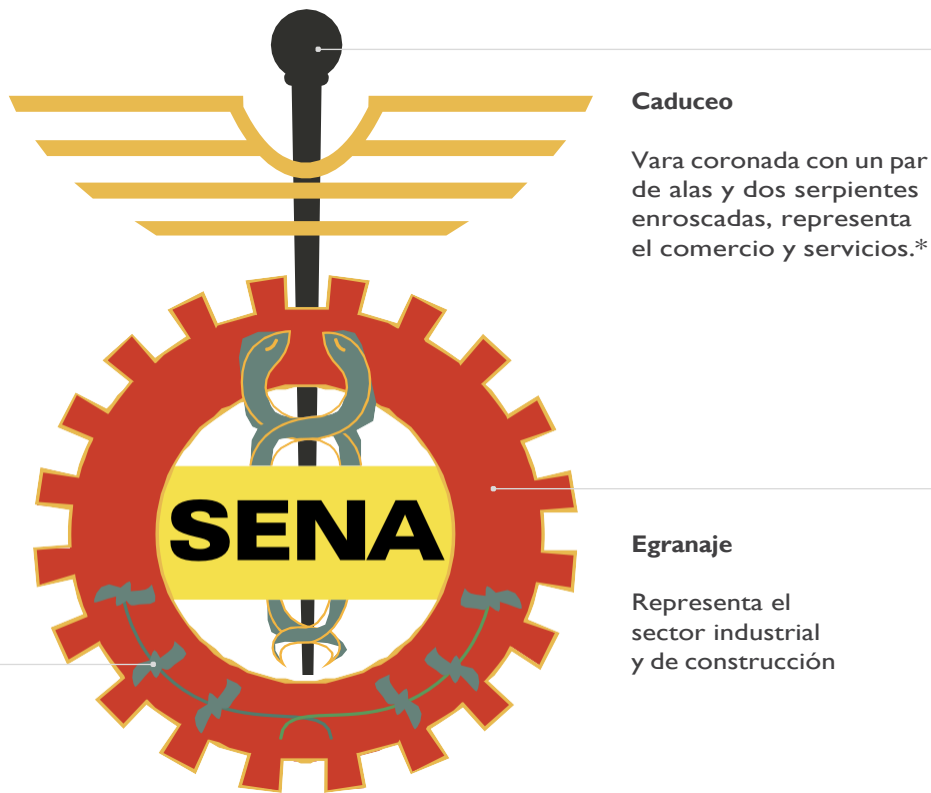 Caduceo
Vara coronada con un par
de alas y dos serpientes
enroscadas, representa
el comercio y servicios.*
SENA
Egranaje
Representa el
sector industrial
y de construcción